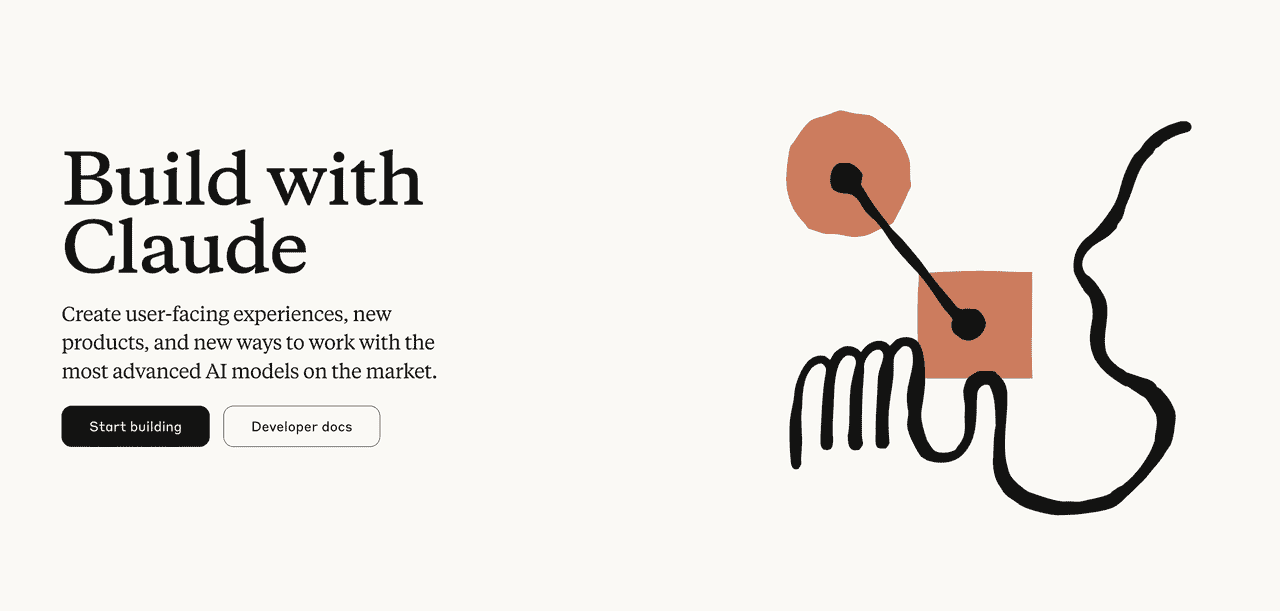 Build with
Claude
Create user-facing experiences, new
products, and new ways to work with the
most advanced AI models on the market.
Start building
Developer docs